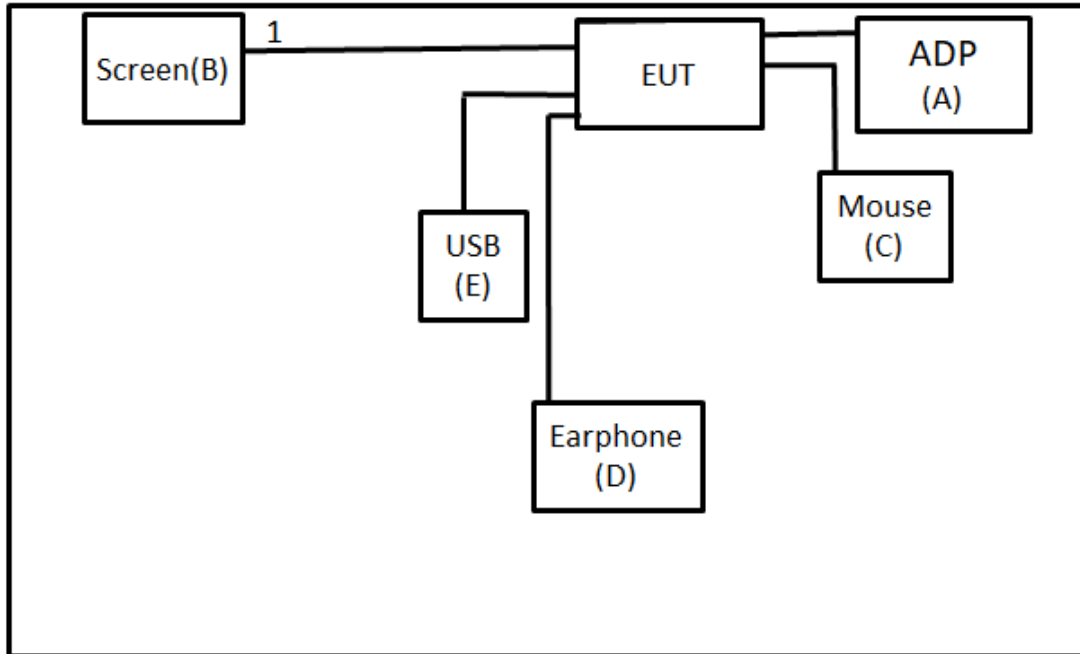 1
Screen(B)
EUT
ADP
(A)
Mouse
(C)
USB
(E)
Earphone
(D)